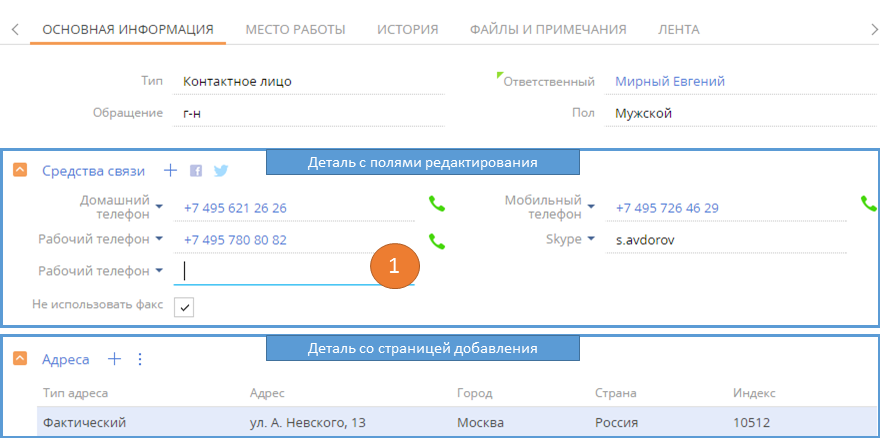 ОСНОВНАЯ ИНФОРМАЦИЯ МЕСТО РАБОТЫ ИСТОРИЯ ФАЙЛЫ И ПРИМЕЧАНИЯ ЛЕНТА
Тип Контактное лицо Ответственный Мирный Евгений
Обращение г-н Пол Мужской
Деталь с полями редактирования
Средства связи
Домашний телефон +7 495 621 26 26 Мобильный телефон +7 495 726 46 29
Рабочий телефон +7 495 780 80 82 Skype s.avdorov
Рабочий телефон 1
Не использовать факс
Деталь со страницей добавления
Адреса
Тип адреса Адрес Город Страна Индекс
Фактический ул. А. Невского, 13 Москва Россия 10512